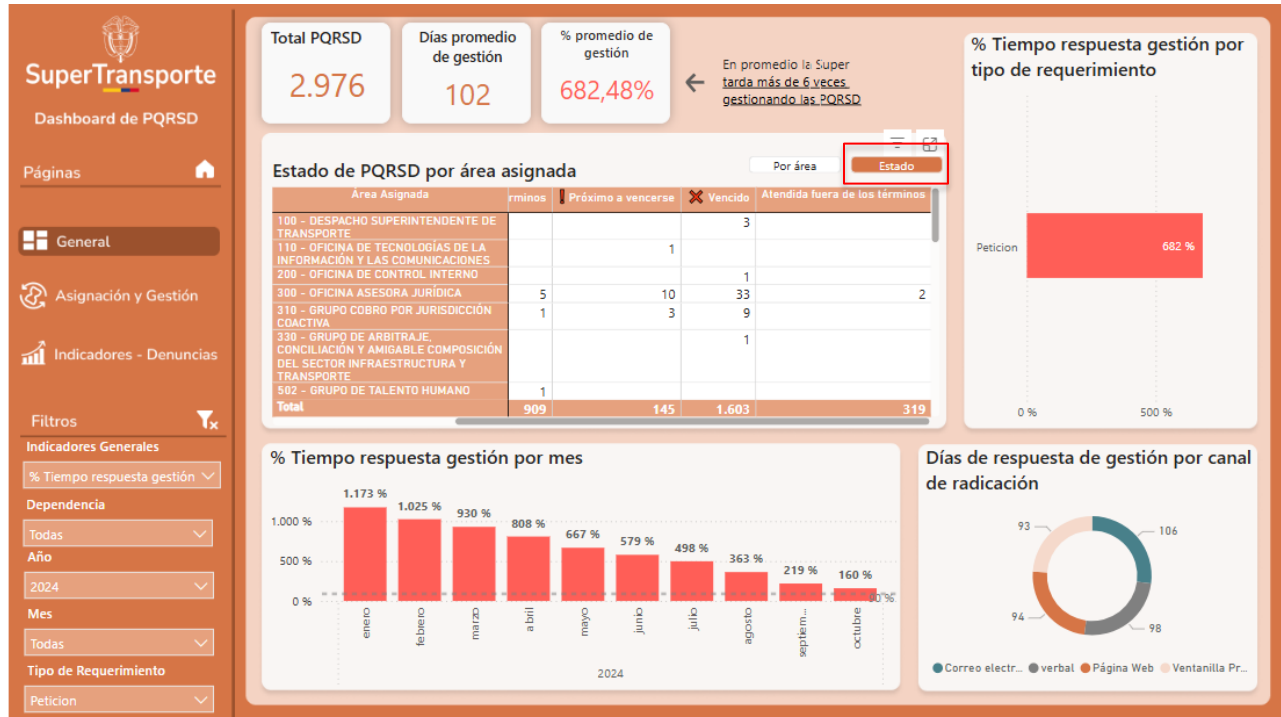 SuperTransporte
Dashboard de PQRSD
Páginas
General
Asignación y Gestión
Indicadores - Denuncias
Filtros
Indicadores Generales
% Tiempo respuesta gestión
Dependencia
Todas
Año
2024
Mes
Todas
Tipo de Requerimiento
Peticion
Total PQRSD
2.976
Días promedio
de gestión
102
% promedio de
gestión
682,48%
En promedio la Super
tarda más de 6 veces
gestionando las PQRSD
Estado de PQRSD por área asignada
Por área
Estado
Área Asignada rminos Próximo a vencerse Vencido Atendida fuera de los términos
100 - DESPACHO SUPERINTENDENTE DE
TRANSPORTE 3
110 - OFICINA DE TECNOLOGÍAS DE LA
INFORMACIÓN Y LAS COMUNICACIONES 1
200 - OFICINA DE CONTROL INTERNO 1
300 - OFICINA ASESORA JURÍDICA 5 10 33 2
310 - GRUPO COBRO POR JURISDICCIÓN
COACTIVA 1 3 9
330 - GRUPO DE ARBITRAJE,
CONCILIACIÓN Y AMIGABLE COMPOSICIÓN
DEL SECTOR INFRAESTRUCTURA Y
TRANSPORTE 1
502 - GRUPO DE TALENTO HUMANO 1
Total 909 145 1.603 319
% Tiempo respuesta gestión por
tipo de requerimiento
Peticion
682 %
0 % 500 %
% Tiempo respuesta gestión por mes
1.000 %
500 %
0 %
1.173 % 1.025 % 930 % 808 % 667 % 579 % 498 % 363 % 219 % 160 %
enero febrero marzo abril mayo junio julio agosto septiem... octubre
2024
Días de respuesta de gestión por canal
de radicación
93 106
94 98
Correo electr... verbal Página Web Ventanilla Pr...